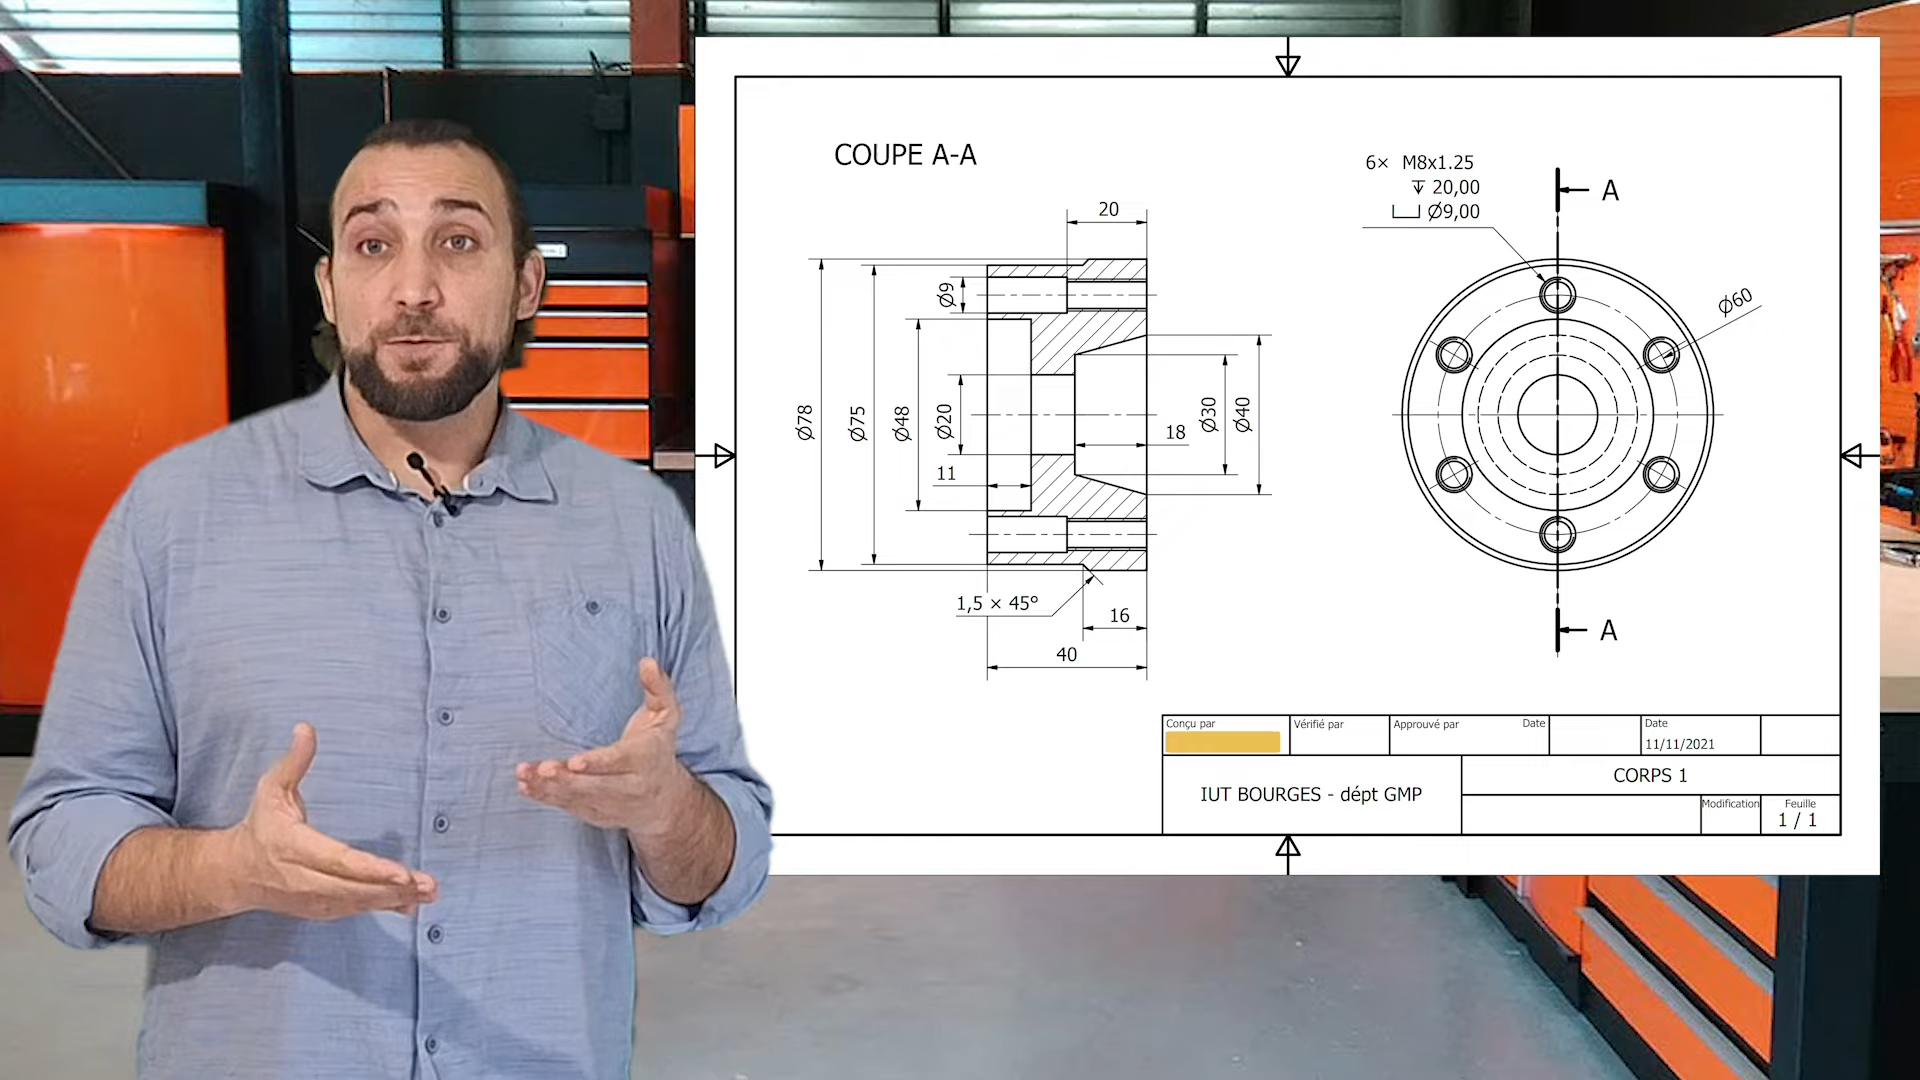 COUPE A-A
6× M8x1.25
↧ 20,00
⌴ Ø9,00
A
20
Ø9
Ø60
Ø78
Ø75
Ø48
Ø20
Ø30
Ø40
18
11
1,5 × 45°
16
A
40
Conçu par
Vérifié par
Approuvé par
Date
Date
11/11/2021
CORPS 1
IUT BOURGES - dépt GMP
Modification
Feuille
1 / 1